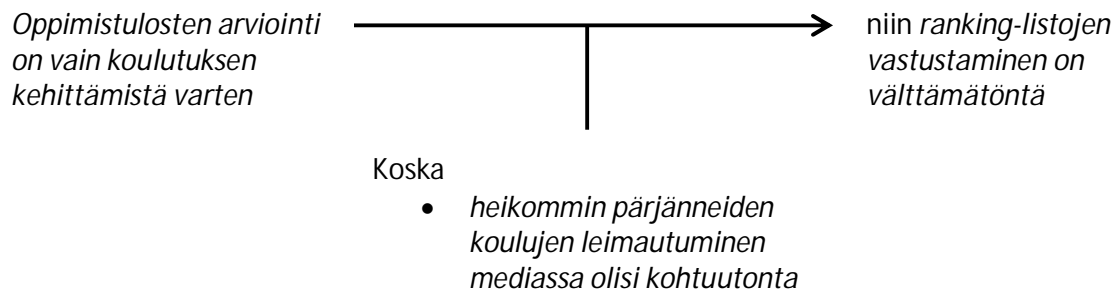 Oppimistulosten arviointi
on vain koulutuksen
kehittämistä varten
niin ranking-listojen
vastustaminen on
välttämätöntä
Koska
• heikommin pärjänneiden
koulujen leimautuminen
mediassa olisi kohtuutonta